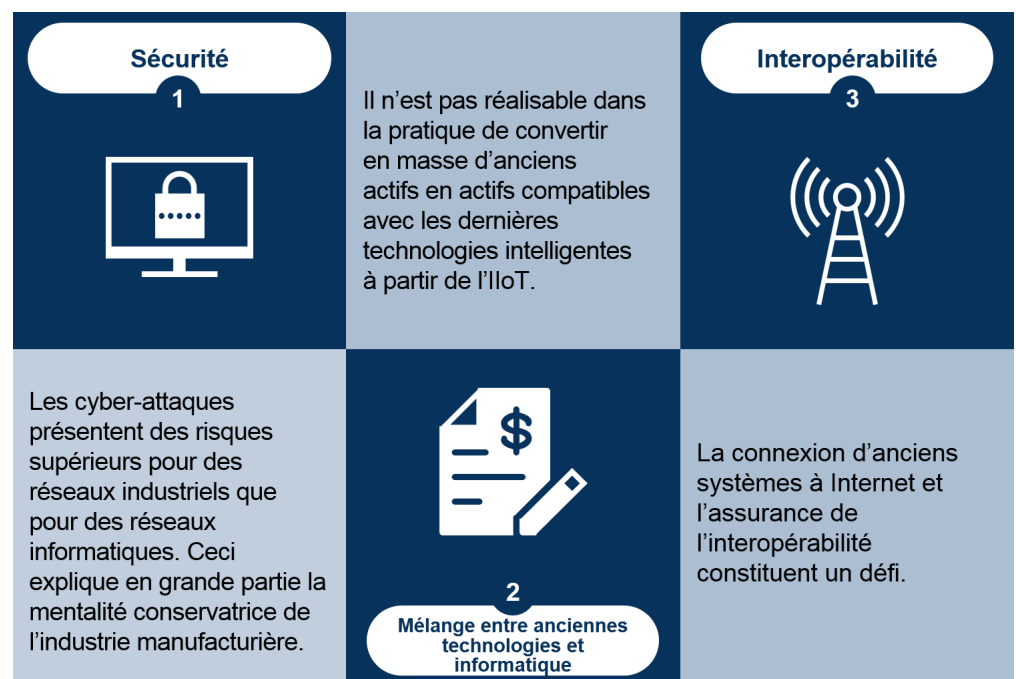 Sécurité
1
Les cyber-attaques
présentent des risques
supérieurs pour des
réseaux industriels que
pour des réseaux
informatiques. Ceci
explique en grande partie la
mentalité conservatrice de
l’industrie manufacturière.
Il n’est pas réalisable dans
la pratique de convertir
en masse d’anciens
actifs en actifs compatibles
avec les dernières
technologies intelligentes
à partir de l’IIoT.
$
2
Mélange entre anciennes
technologies et
informatique
Interopérabilité
3
La connexion d’anciens
systèmes à Internet et
l’assurance de
l’interopérabilité
constituent un défi.